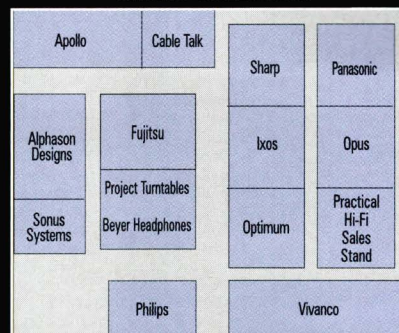 Apollo
Cable Talk
Sharp
Panasonic
Alphason
Designs
Fujitsu
Ixos
Opus
Project Turntables
Beyer Headphones
Sonus
Systems
Optimum
Practical
Hi-Fi
Sales
Stand
Philips
Vivanco